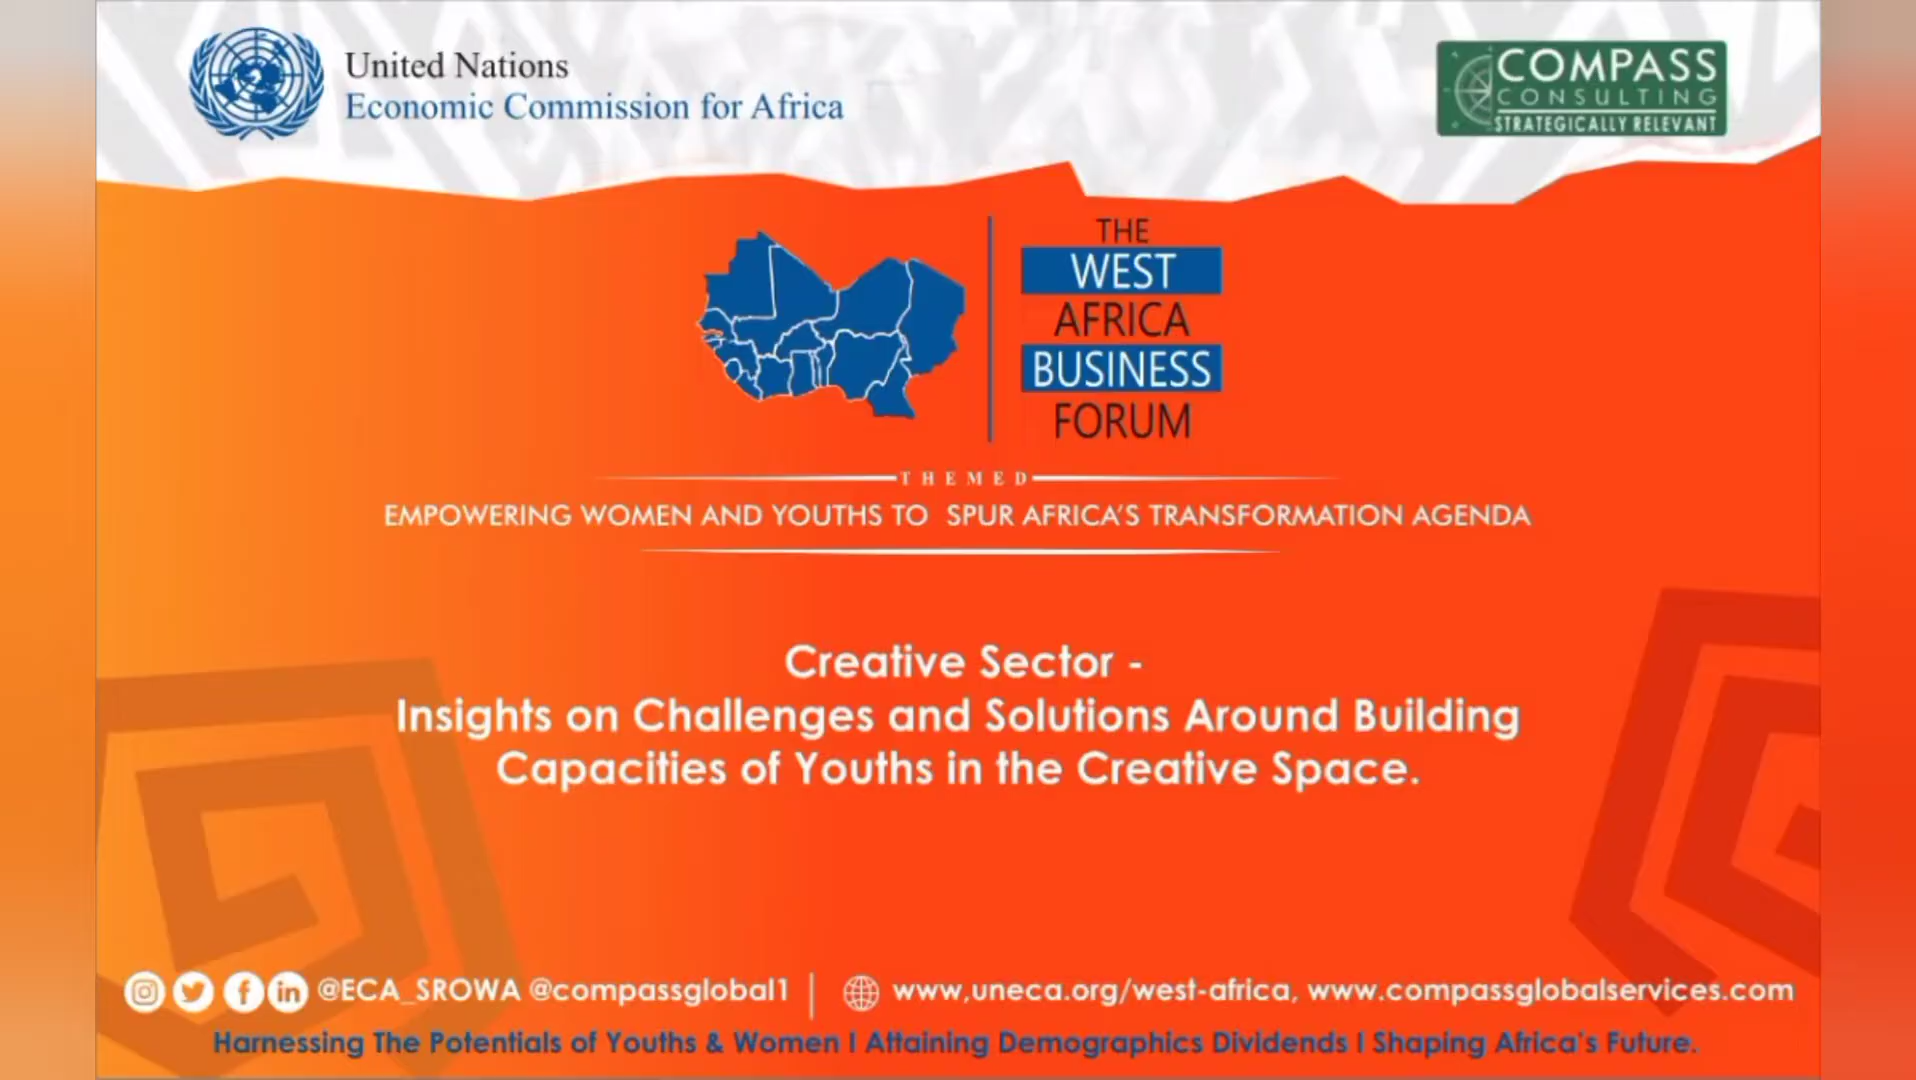 United Nations
Economic Commission for Africa
COMPASS
CONSULTING
STRATEGICALLY RELEVANT
THE
WEST
AFRICA
BUSINESS
FORUM
THEMED
EMPOWERING WOMEN AND YOUTHS TO SPUR AFRICA'S TRANSFORMATION AGENDA
Creative Sector -
Insights on Challenges and Solutions Around Building
Capacities of Youths in the Creative Space.
@ECA_SROWA @compassglobal1 | www,uneca.org/west-africa, www.compassglobalservices.com
Harnessing The Potentials of Youths & Women I Attaining Demographics Dividends I Shaping Africa's Future.